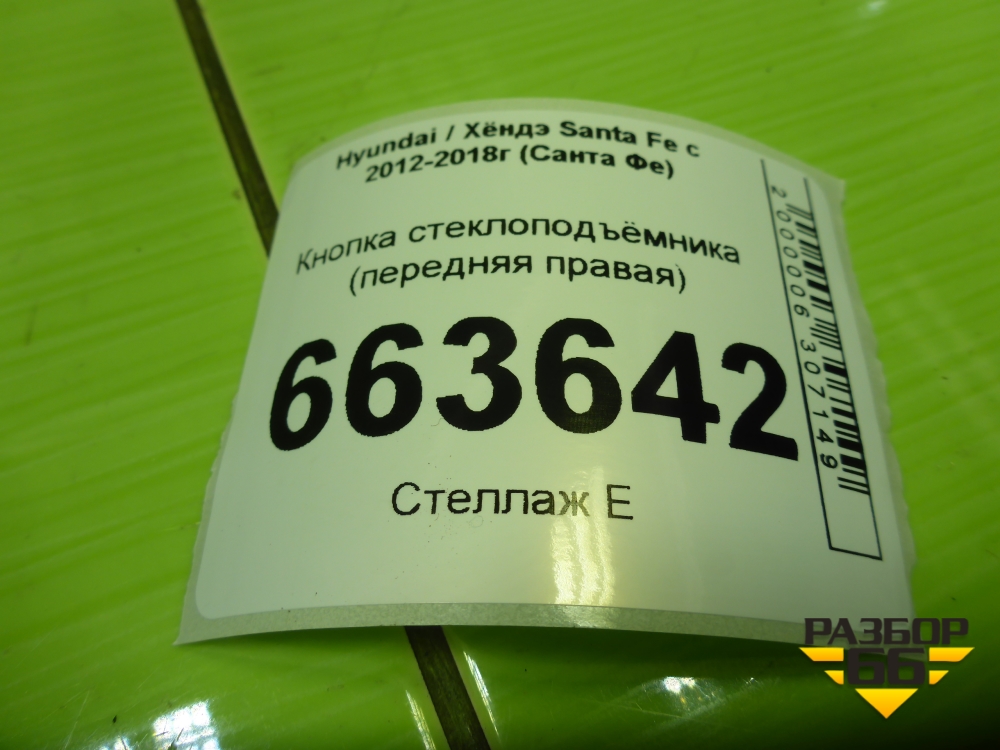 Hyundai / Хёндэ Santa Fe с
2012-2018г (Санта Фе)
Кнопка стеклоподъёмника
(передняя правая)
663642
Стеллаж Е
2000006307149
РАЗБОР
66